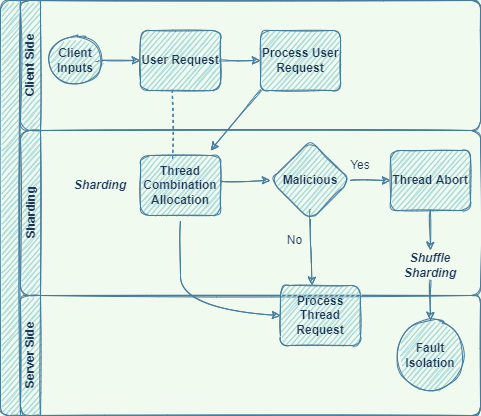 Client Side
Client
Inputs
User Request
Process User
Request
Sharding
Sharding
Thread
Combination
Allocation
Malicious
Yes
Thread Abort
No
Shuffle
Sharding
Server Side
Process
Thread
Request
Fault
Isolation